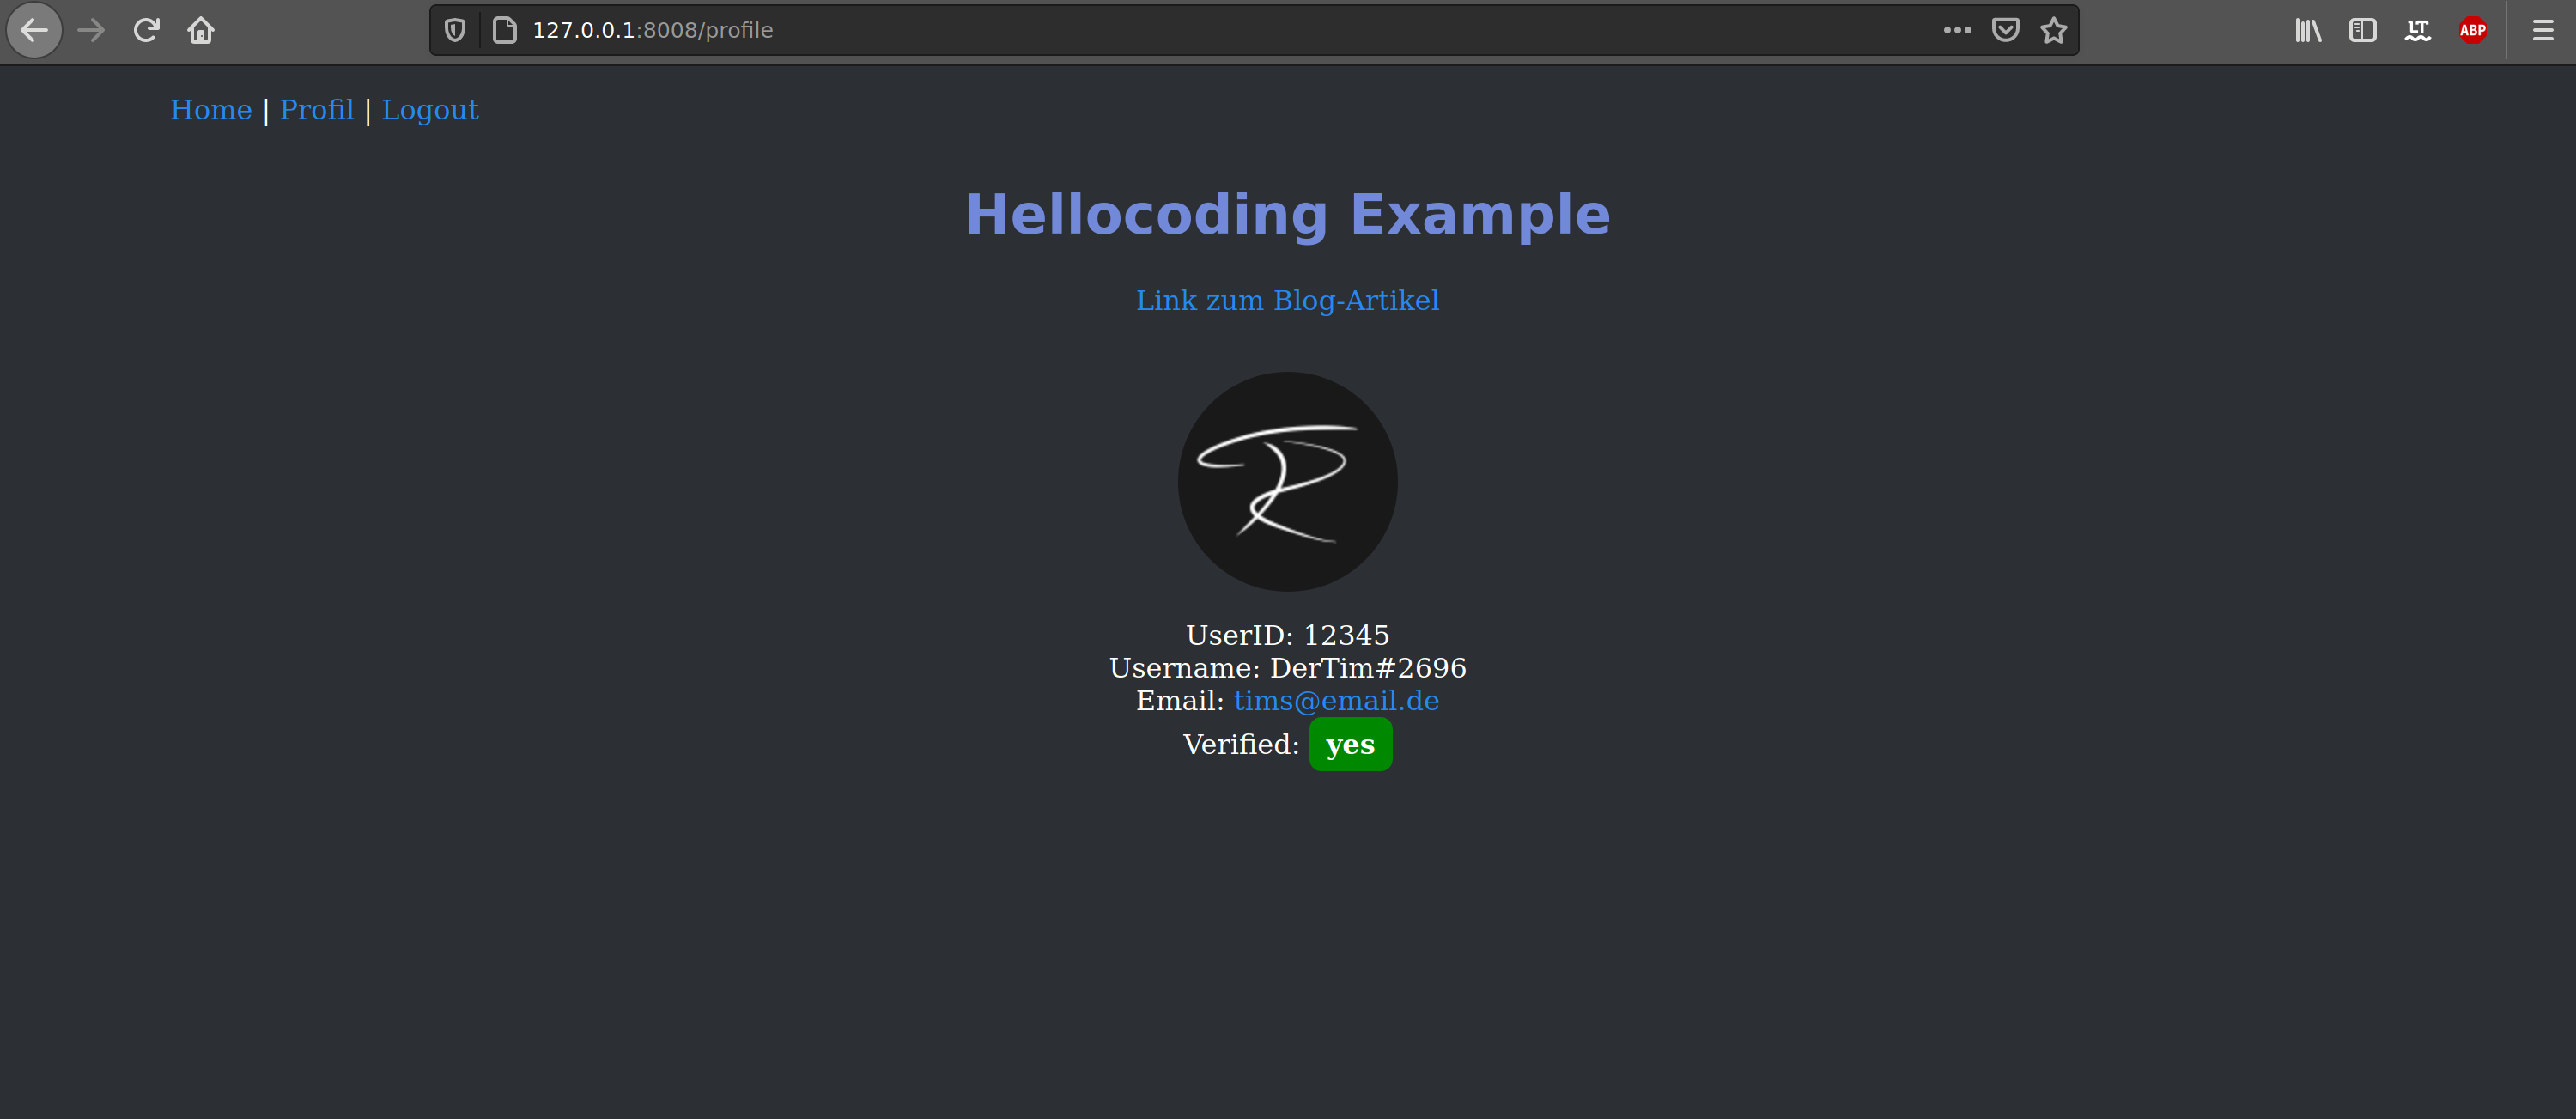 127.0.0.1:8008/profile
ABP
Home | Profil | Logout
Hellocoding Example
Link zum Blog-Artikel
UserID: 12345
Username: DerTim#2696
Email: tims@email.de
Verified: yes